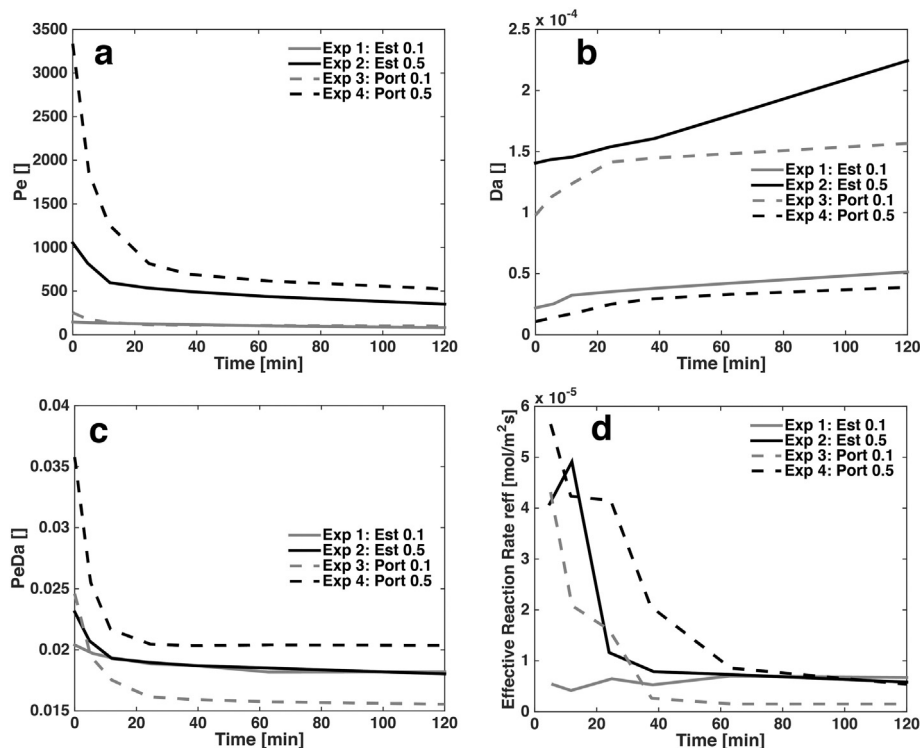 a
3500
3000
2500
2000
1500
1000
500
0
Pe []
0 20 40 60 80 100 120
Time [min]
Exp 1: Est 0.1
Exp 2: Est 0.5
Exp 3: Port 0.1
Exp 4: Port 0.5
b
x 10⁻⁴
2.5
2
1.5
1
0.5
0
Da []
0 20 40 60 80 100 120
Time [min]
Exp 1: Est 0.1
Exp 2: Est 0.5
Exp 3: Port 0.1
Exp 4: Port 0.5
c
0.04
0.035
0.03
0.025
0.02
0.015
PeDa []
0 20 40 60 80 100 120
Time [min]
Exp 1: Est 0.1
Exp 2: Est 0.5
Exp 3: Port 0.1
Exp 4: Port 0.5
d
x 10⁻⁵
6
5
4
3
2
1
0
Effective Reaction Rate reff [mol/m²s]
0 20 40 60 80 100 120
Time [min]
Exp 1: Est 0.1
Exp 2: Est 0.5
Exp 3: Port 0.1
Exp 4: Port 0.5